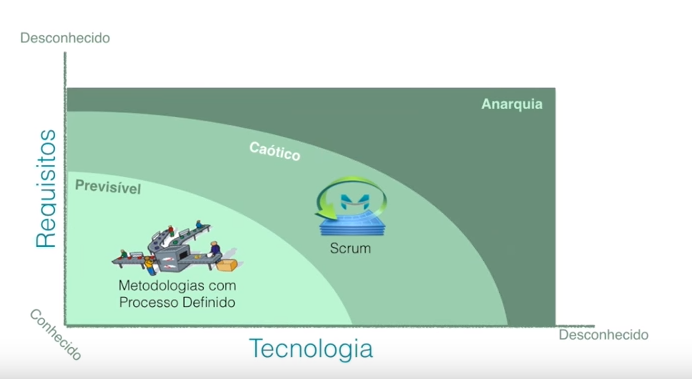 Desconhecido
Anarquia
Caótico
Previsível
Requisitos
Scrum
Metodologias com
Processo Definido
Conhecido
Desconhecido
Tecnologia